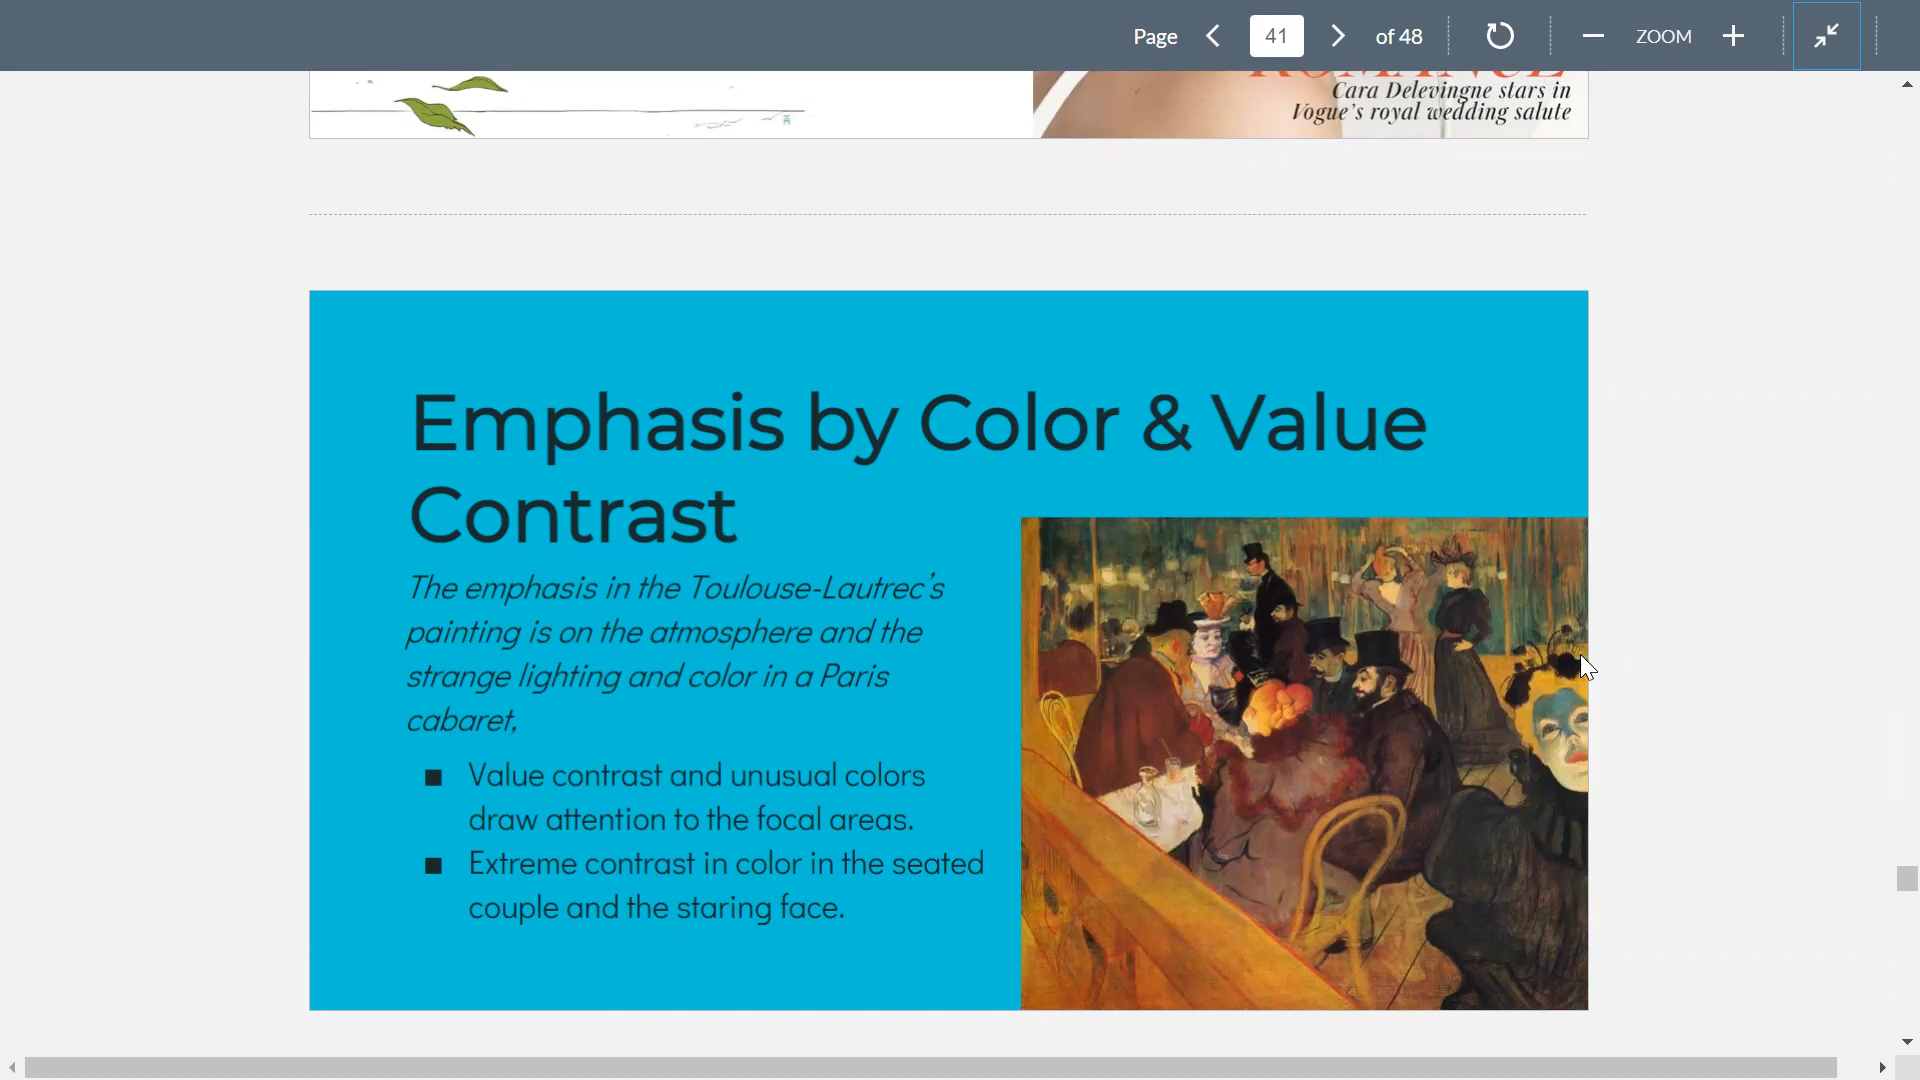 Page 41 of 48 ZOOM
ROMANCE
Cara Delevingne stars in
Vogue's royal wedding salute
Emphasis by Color & Value
Contrast
The emphasis in the Toulouse-Lautrec's
painting is on the atmosphere and the
strange lighting and color in a Paris
cabaret,
■ Value contrast and unusual colors
draw attention to the focal areas.
■ Extreme contrast in color in the seated
couple and the staring face.